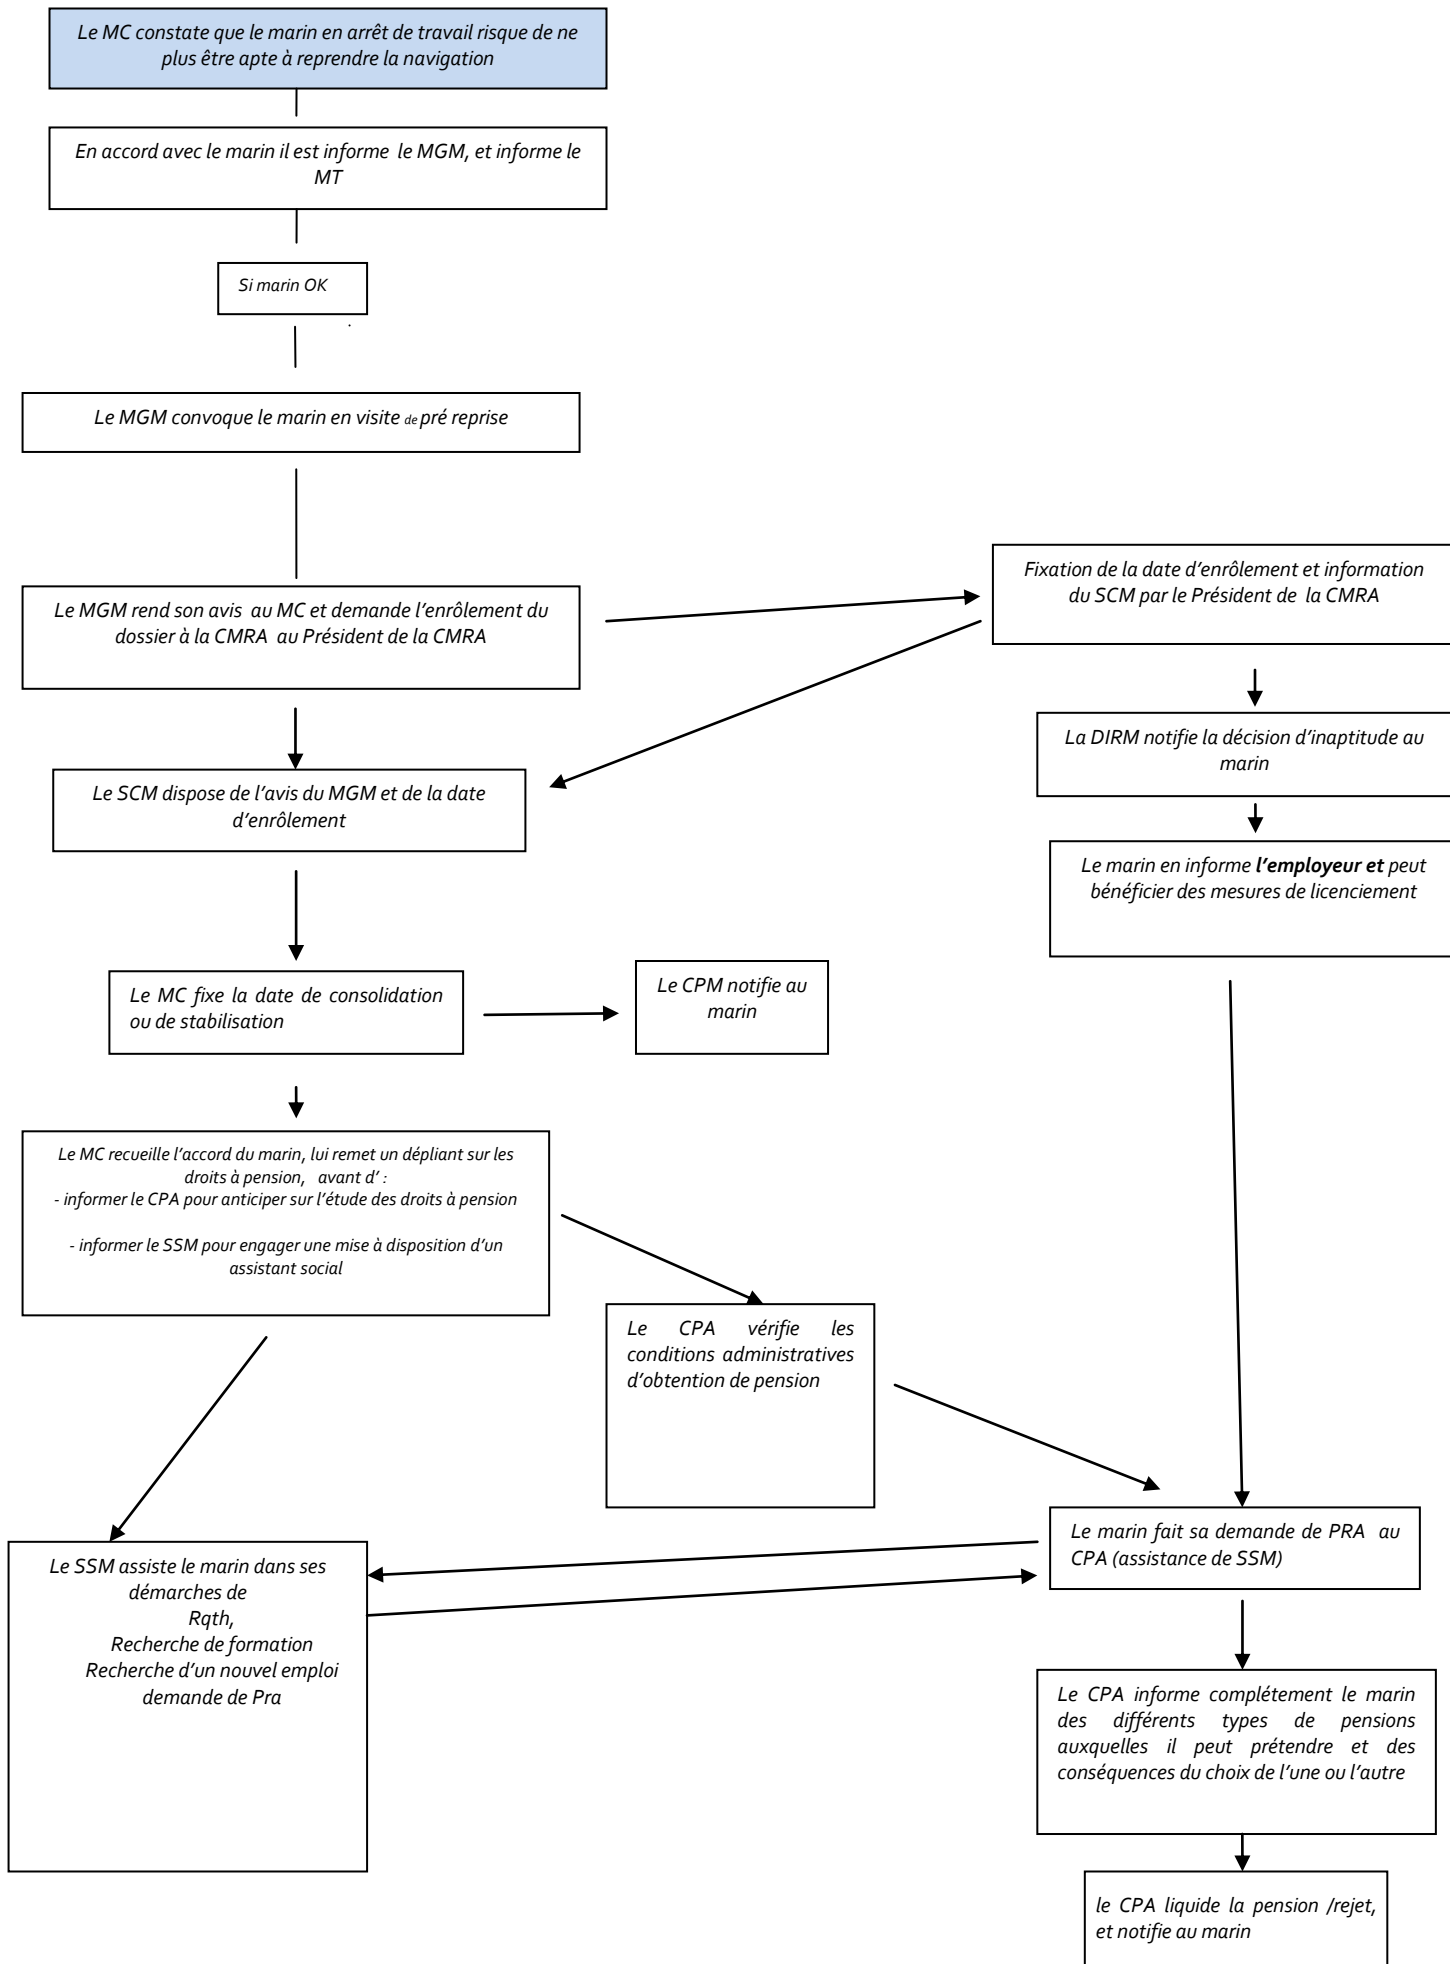 Le MC constate que le marin en arrêt de travail risque de ne
plus être apte à reprendre la navigation
En accord avec le marin il est informe le MGM, et informe le
MT
Si marin OK
.
Le MGM convoque le marin en visite de pré reprise
Fixation de la date d'enrôlement et information
du SCM par le Président de la CMRA
Le MGM rend son avis au MC et demande l'enrôlement du
dossier à la CMRA au Président de la CMRA
La DIRM notifie la décision d'inaptitude au
marin
Le SCM dispose de l'avis du MGM et de la date
d'enrôlement
Le marin en informe l'employeur et peut
bénéficier des mesures de licenciement
Le MC fixe la date de consolidation
ou de stabilisation
Le CPM notifie au
marin
Le MC recueille l'accord du marin, lui remet un dépliant sur les
droits à pension, avant d' :
- informer le CPA pour anticiper sur l'étude des droits à pension
- informer le SSM pour engager une mise à disposition d'un
assistant social
Le CPA vérifie les
conditions administratives
d'obtention de pension
Le marin fait sa demande de PRA au
CPA (assistance de SSM)
Le SSM assiste le marin dans ses
démarches de
Rqth,
Recherche de formation
Recherche d'un nouvel emploi
demande de Pra
Le CPA informe complétement le marin
des différents types de pensions
auxquelles il peut prétendre et des
conséquences du choix de l'une ou l'autre
le CPA liquide la pension /rejet,
et notifie au marin